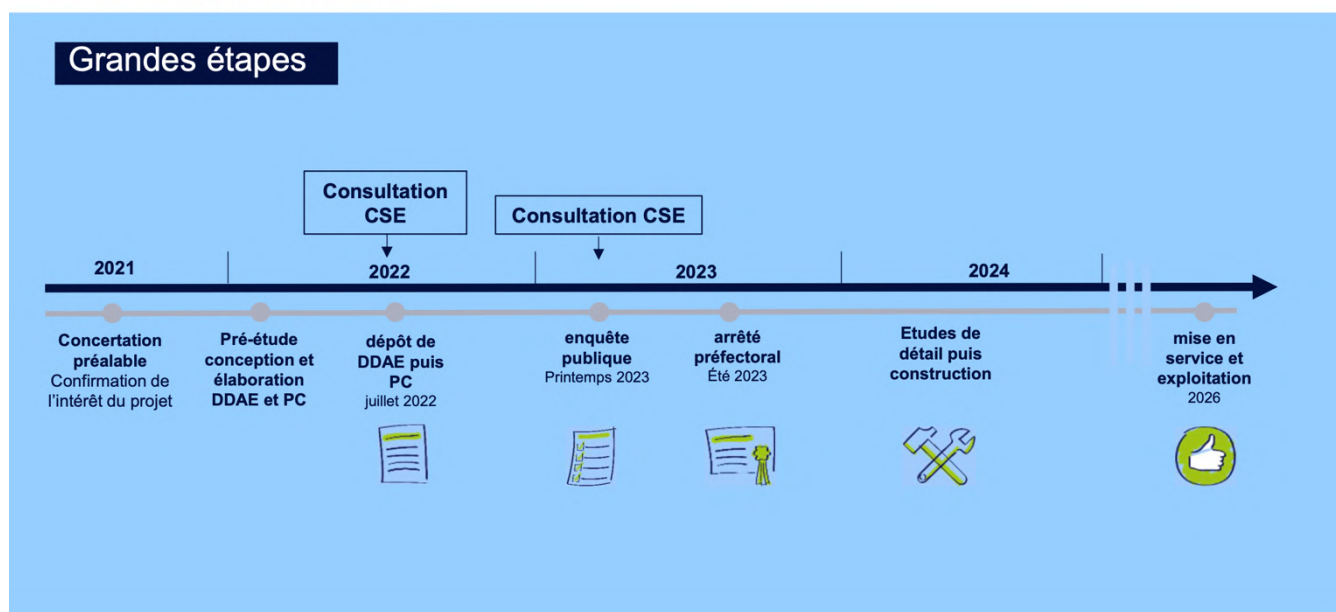 Grandes étapes
Consultation
CSE
Consultation CSE
2021
2022
2023
2024
Concertation
préalable
Confirmation de
l'intérêt du projet
Pré-étude
conception et
élaboration
DDAE et PC
dépôt de
DDAE puis
PC
juillet 2022
enquête
publique
Printemps 2023
arrêté
préfectoral
Été 2023
Etudes de
détail puis
construction
mise en
service et
exploitation
2026